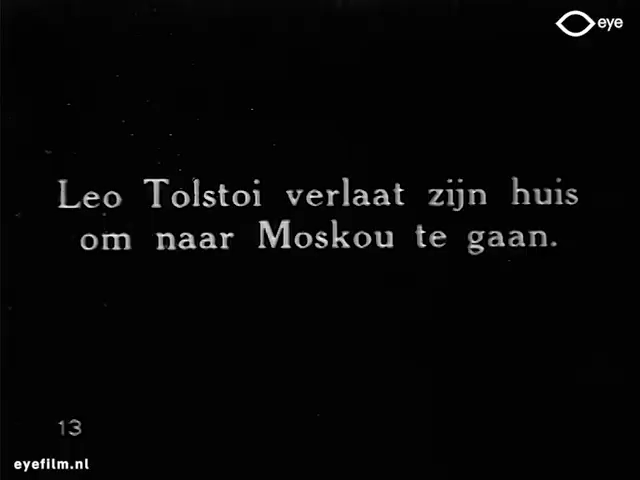 eye
Leo Tolstoi verlaat zijn huis
om naar Moskou te gaan.
13
eyefilm.nl